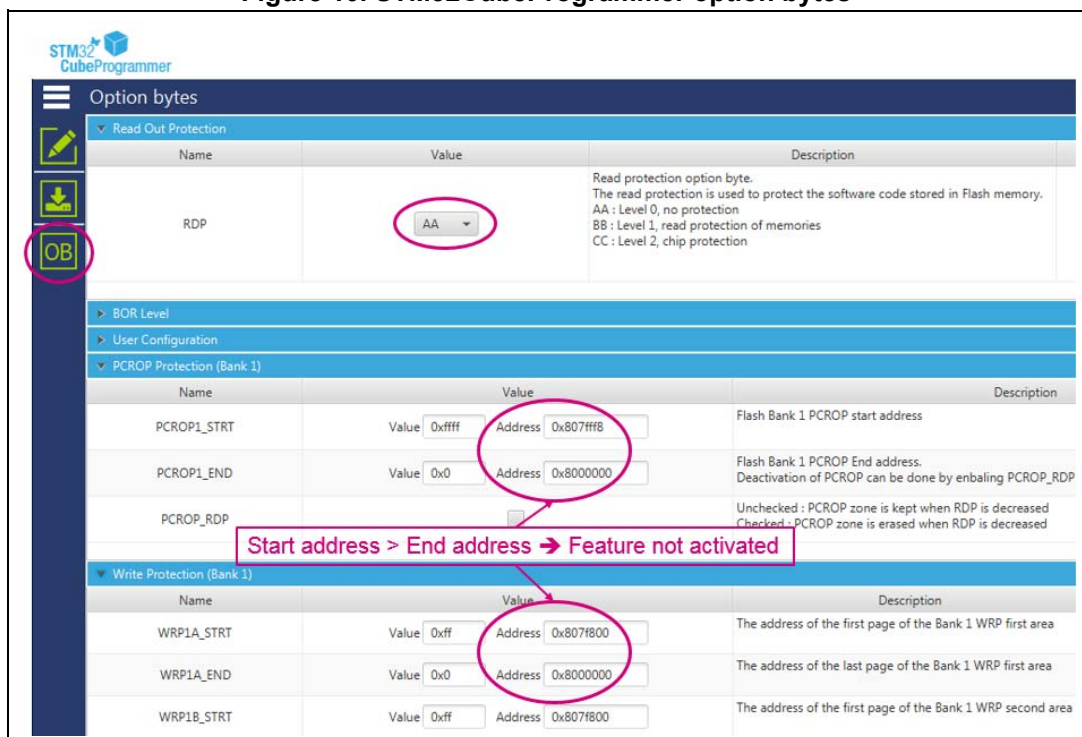 Figure 10. STM32CubeProgrammer option bytes
STM32
CubeProgrammer
Option bytes
Read Out Protection
Name Value Description
RDP AA
Read protection option byte.
The read protection is used to protect the software code stored in Flash memory.
AA : Level 0, no protection
BB : Level 1, read protection of memories
CC : Level 2, chip protection
OB
BOR Level
User Configuration
PCROP Protection (Bank 1)
Name Value Description
PCROP1_STRT Value 0xffff Address 0x807fff8 Flash Bank 1 PCROP start address
PCROP1_END Value 0x0 Address 0x8000000 Flash Bank 1 PCROP End address.
Deactivation of PCROP can be done by enbaling PCROP_RDP
PCROP_RDP Unchecked : PCROP zone is kept when RDP is decreased
Checked : PCROP zone is erased when RDP is decreased
Start address > End address ➔ Feature not activated
Write Protection (Bank 1)
Name Value Description
WRP1A_STRT Value 0xff Address 0x807f800 The address of the first page of the Bank 1 WRP first area
WRP1A_END Value 0x0 Address 0x8000000 The address of the last page of the Bank 1 WRP first area
WRP1B_STRT Value 0xff Address 0x807f800 The address of the first page of the Bank 1 WRP second area